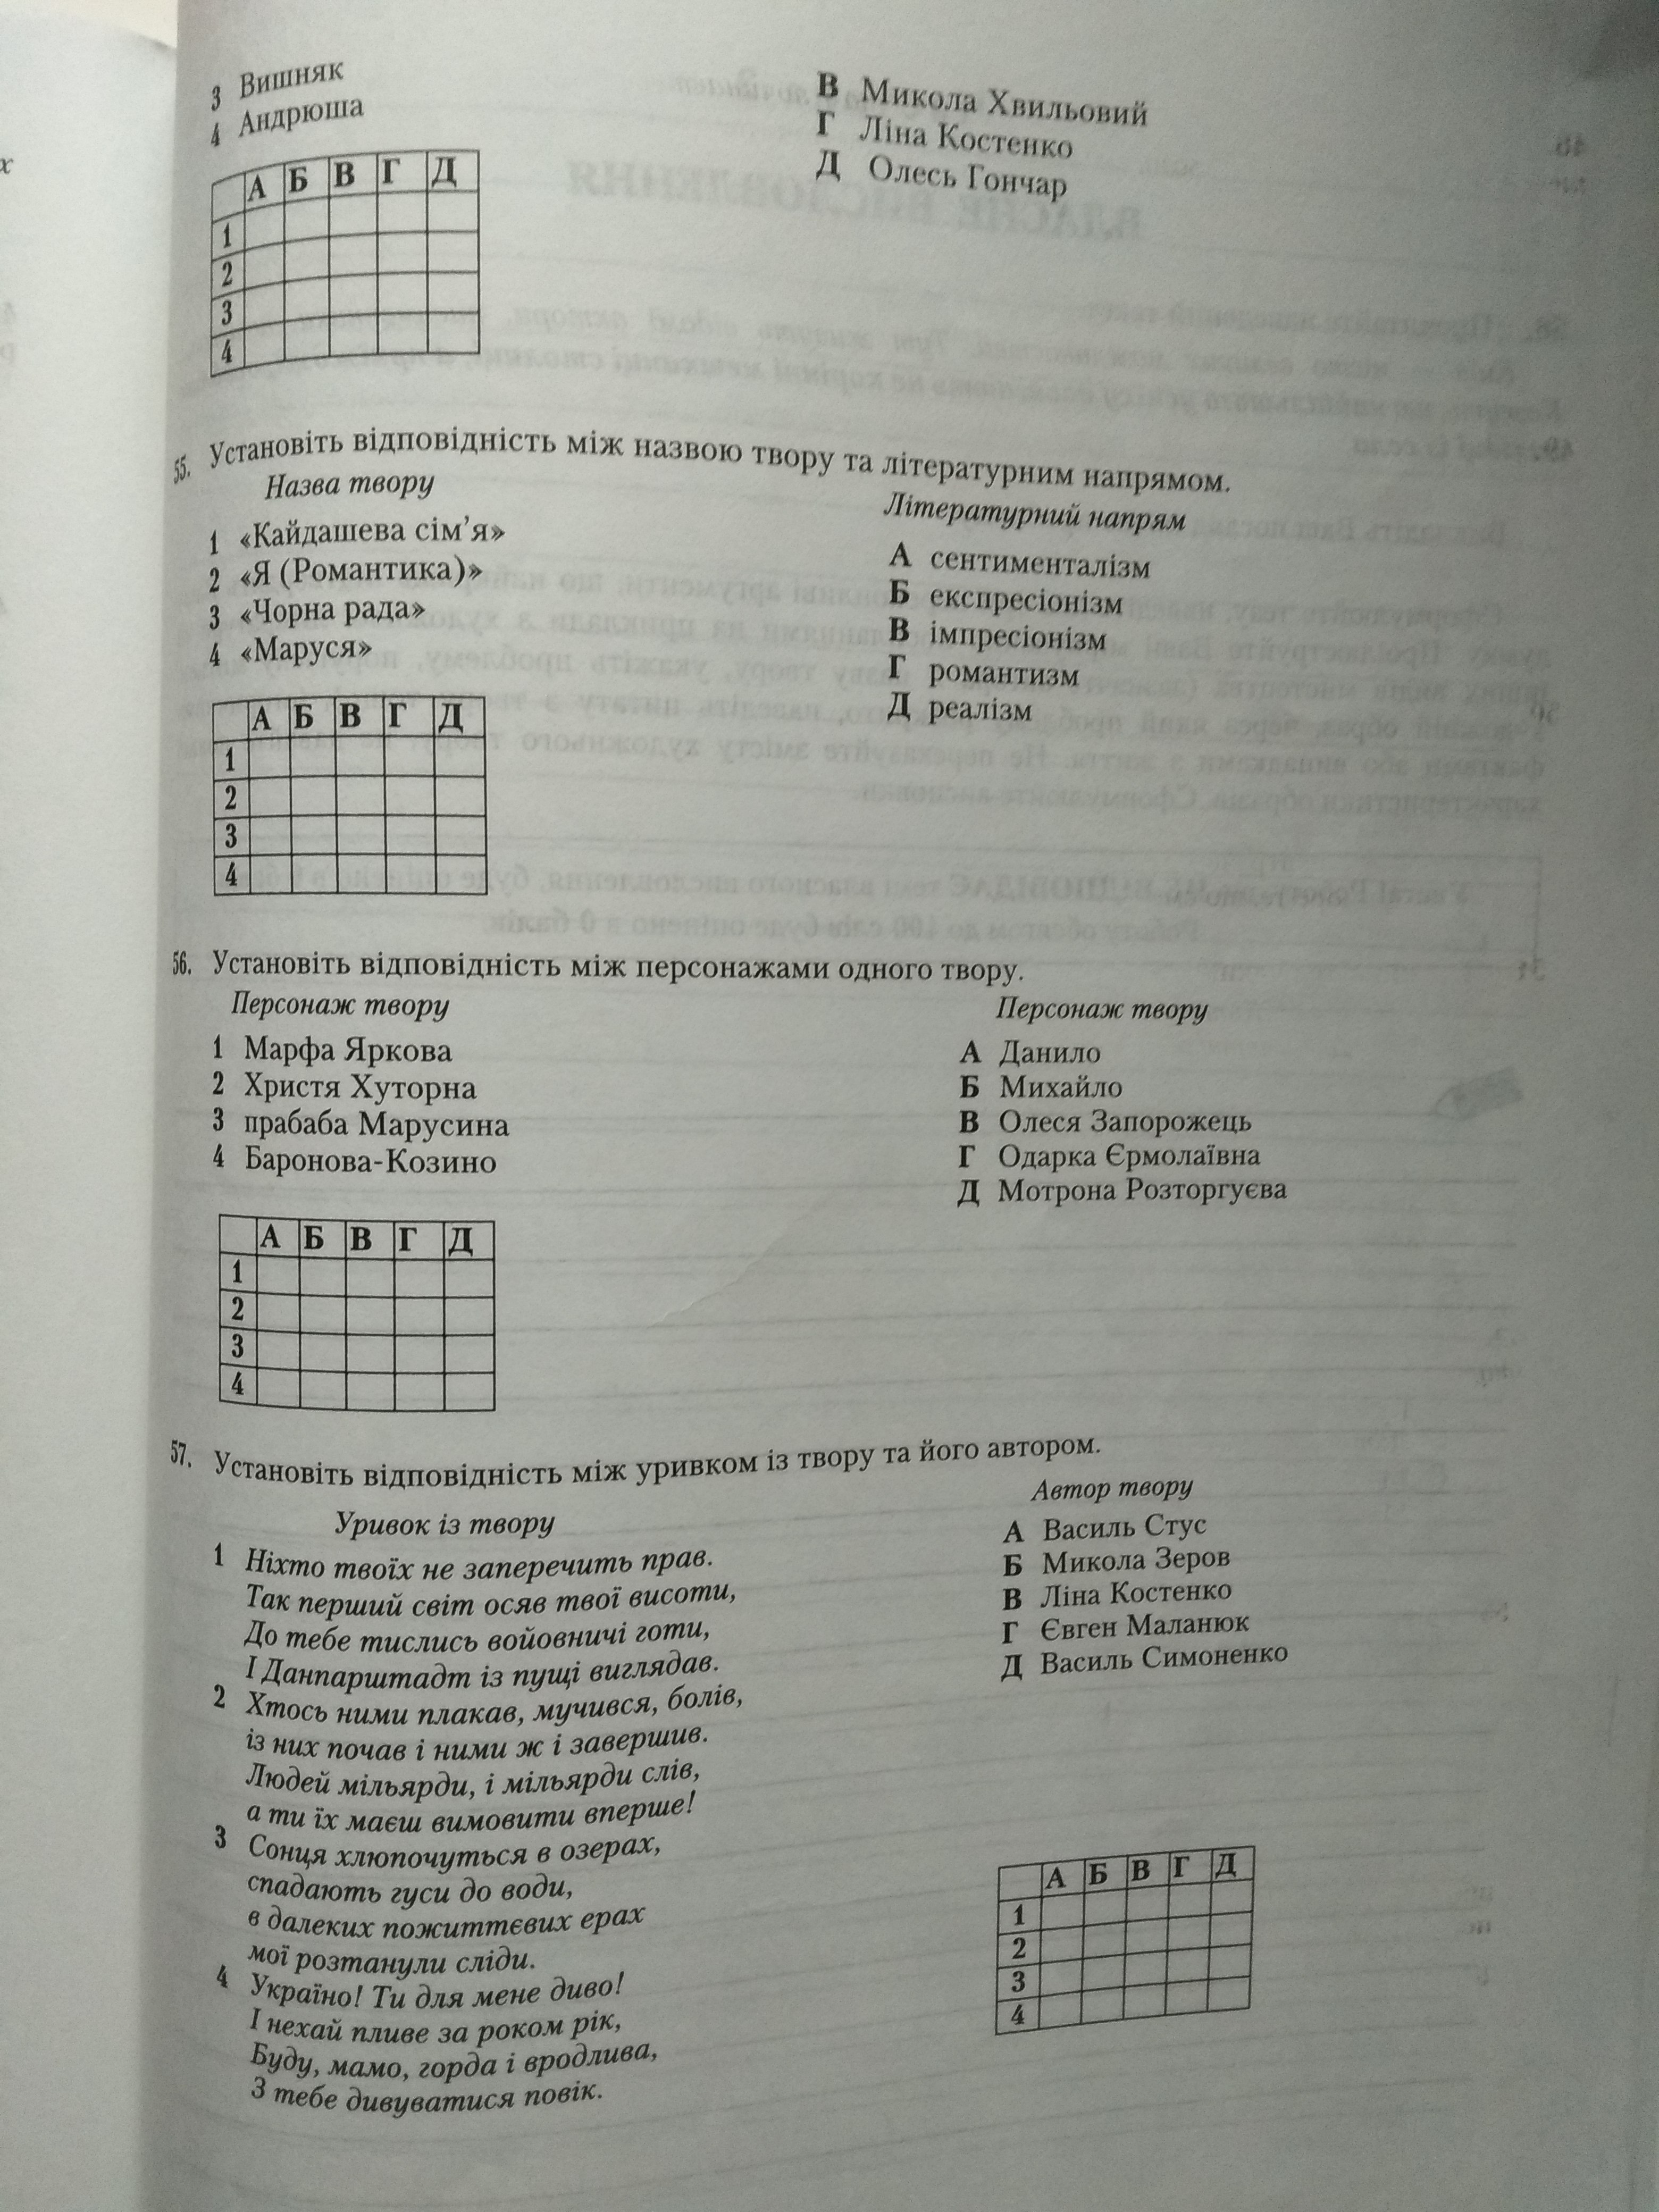 3 Вишняк
4 Андрюша
В Микола Хвильовий
Г Ліна Костенко
Д Олесь Гончар
А Б В Г Д
1
2
3
4
55. Установіть відповідність між назвою твору та літературним напрямом.
Назва твору
1 «Кайдашева сім’я»
2 «Я (Романтика)»
3 «Чорна рада»
4 «Маруся»
Літературний напрям
А сентименталізм
Б експресіонізм
В імпресіонізм
Г романтизм
Д реалізм
А Б В Г Д
1
2
3
4
56. Установіть відповідність між персонажами одного твору.
Персонаж твору
1 Марфа Яркова
2 Христя Хуторна
3 прабаба Марусина
4 Баронова-Козино
Персонаж твору
А Данило
Б Михайло
В Олеся Запорожець
Г Одарка Єрмолаївна
Д Мотрона Розторгуєва
А Б В Г Д
1
2
3
4
57. Установіть відповідність між уривком із твору та його автором.
Уривок із твору
1 Ніхто твоїх не заперечить прав.
Так перший світ осяв твої висоти,
До тебе тислись войовничі готи,
І Данпарштадт із пущі виглядав.
2 Хтось ними плакав, мучився, болів,
із них почав і ними ж і завершив.
Людей мільярди, і мільярди слів,
а ти їх маєш вимовити вперше!
3 Сонця хлюпочуться в озерах,
спадають гуси до води,
в далеких пожиттєвих ерах
мої розтанули сліди.
4 Україно! Ти для мене диво!
І нехай пливе за роком рік,
Буду, мамо, горда і вродлива,
З тебе дивуватися повік.
Автор твору
А Василь Стус
Б Микола Зеров
В Ліна Костенко
Г Євген Маланюк
Д Василь Симоненко
А Б В Г Д
1
2
3
4